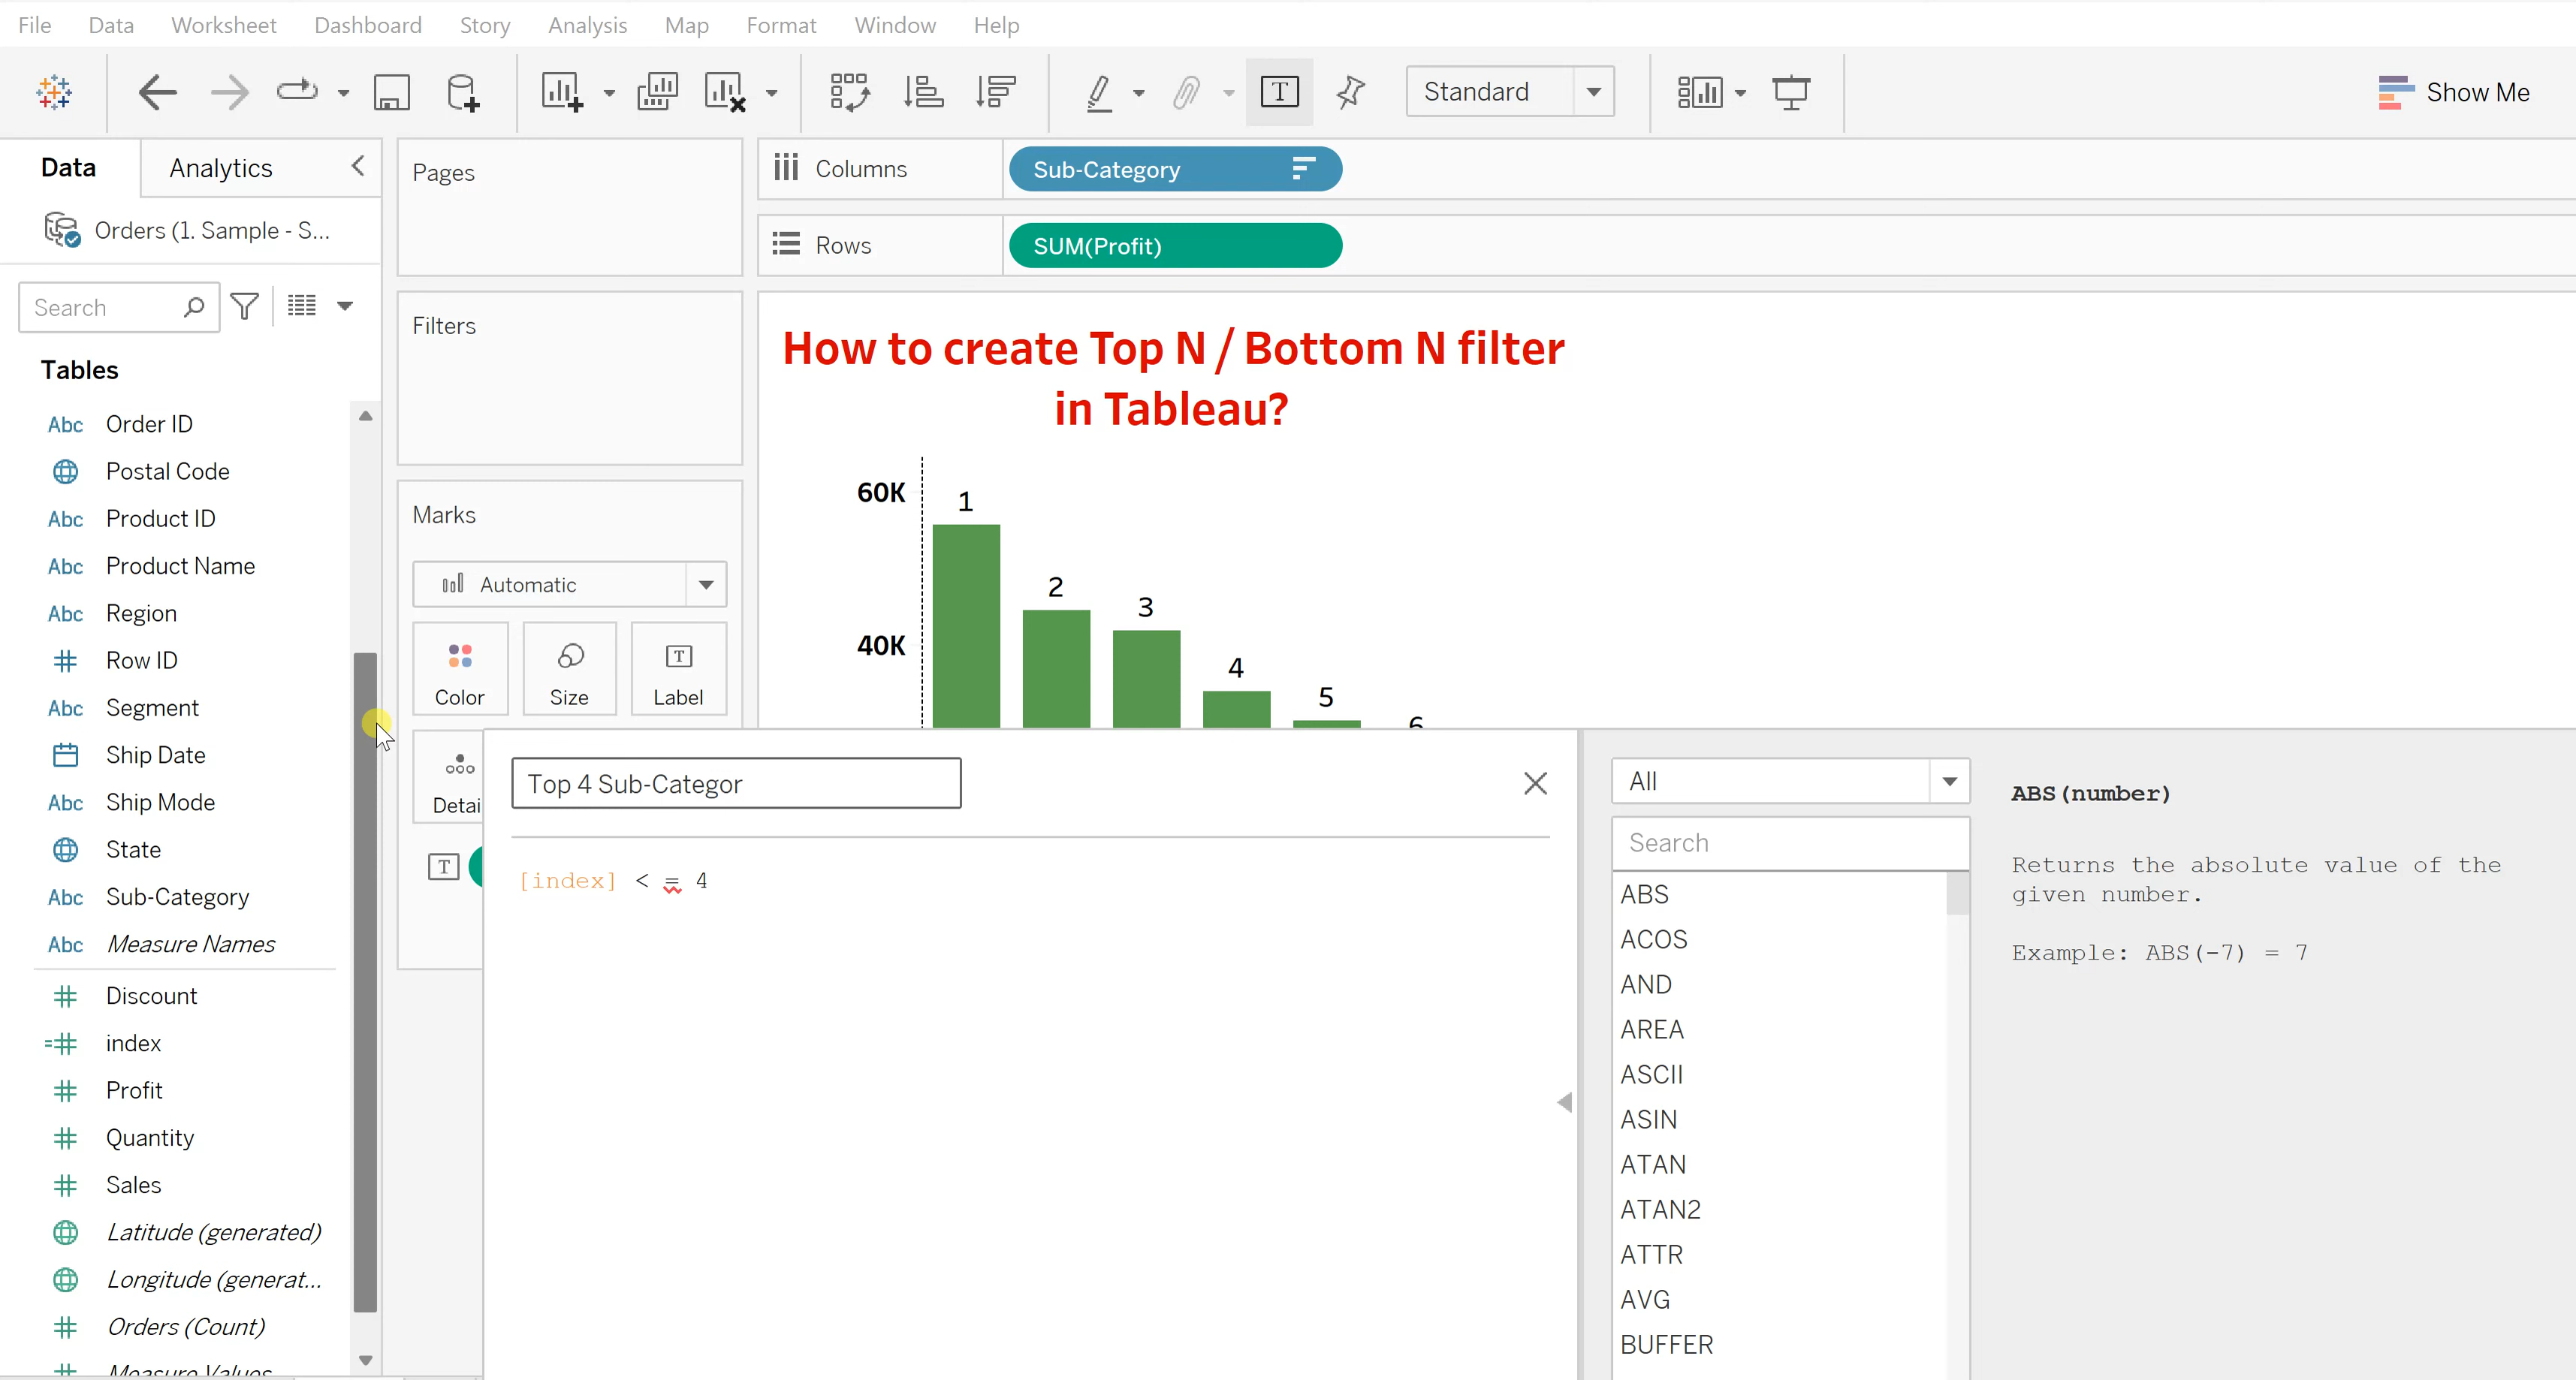 File Data Worksheet Dashboard Story Analysis Map Format Window Help
T Standard Show Me
Data Analytics
Orders (1. Sample - S...
Search
Tables
Abc Order ID
Postal Code
Abc Product ID
Abc Product Name
Abc Region
Row ID
Abc Segment
Ship Date
Abc Ship Mode
State
Abc Sub-Category
Abc Measure Names
Discount
=# index
# Profit
# Quantity
# Sales
Latitude (generated)
Longitude (generat...
# Orders (Count)
Measure Values
Pages
Filters
Marks
Automatic
Color Size Label
Detai
T
Columns Sub-Category
Rows SUM(Profit)
How to create Top N / Bottom N filter
in Tableau?
60K
40K
1
2
3
4
5
6
Top 4 Sub-Categor
[index] < = 4
All
Search
ABS
ACOS
AND
AREA
ASCII
ASIN
ATAN
ATAN2
ATTR
AVG
BUFFER
ABS(number)
Returns the absolute value of the
given number.
Example: ABS(-7) = 7